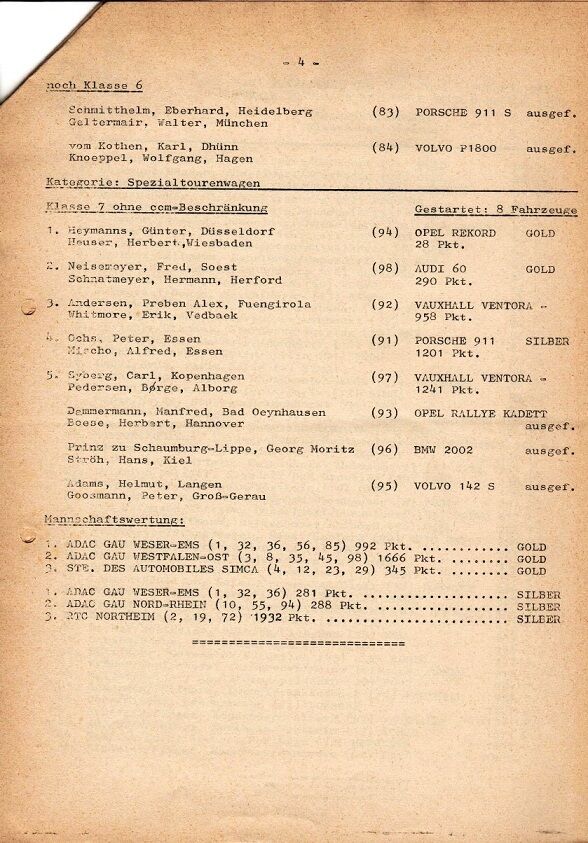 - 4 -
noch Klasse 6
Schmitthelm, Eberhard, Heidelberg (83) PORSCHE 911 S ausgef.
Geltermair, Walter, München
vom Kothen, Karl, Dhünn (84) VOLVO P1800 ausgef.
Knoeppel, Wolfgang, Hagen
Kategorie: Spezialtourenwagen
Klasse 7 ohne ccm-Beschränkung Gestartet: 8 Fahrzeuge
1. Heymanns, Günter, Düsseldorf (94) OPEL REKORD GOLD
Heuser, Herbert, Wiesbaden 28 Pkt.
2. Neisemeyer, Fred, Soest (98) AUDI 60 GOLD
Schnatmeyer, Hermann, Herford 290 Pkt.
3. Andersen, Preben Alex, Fuengirola (92) VAUXHALL VENTORA -
Whitmore, Erik, Vedbaek 958 Pkt.
4. Ochs, Peter, Essen (91) PORSCHE 911 SILBER
Mischo, Alfred, Essen 1201 Pkt.
5. Syberg, Carl, Kopenhagen (97) VAUXHALL VENTORA -
Pedersen, Børge, Alborg 1241 Pkt.
Dammermann, Manfred, Bad Oeynhausen (93) OPEL RALLYE KADETT
Boese, Herbert, Hannover ausgef.
Prinz zu Schaumburg-Lippe, Georg Moritz (96) BMW 2002 ausgef.
Ströh, Hans, Kiel
Adams, Helmut, Langen (95) VOLVO 142 S ausgef.
Goosmann, Peter, Groß-Gerau
Mannschaftswertung:
1. ADAC GAU WESER-EMS (1, 32, 36, 56, 85) 992 Pkt. ............ GOLD
2. ADAC GAU WESTFALEN-OST (3, 8, 35, 45, 98) 1666 Pkt. ........ GOLD
3. STE. DES AUTOMOBILES SIMCA (4, 12, 23, 29) 345 Pkt. ........ GOLD
1. ADAC GAU WESER-EMS (1, 32, 36) 281 Pkt. .................... SILBER
2. ADAC GAU NORD-RHEIN (10, 55, 94) 288 Pkt. .................. SILBER
3. RTC NORTHEIM (2, 19, 72) 1932 Pkt. ......................... SILBER
==============================